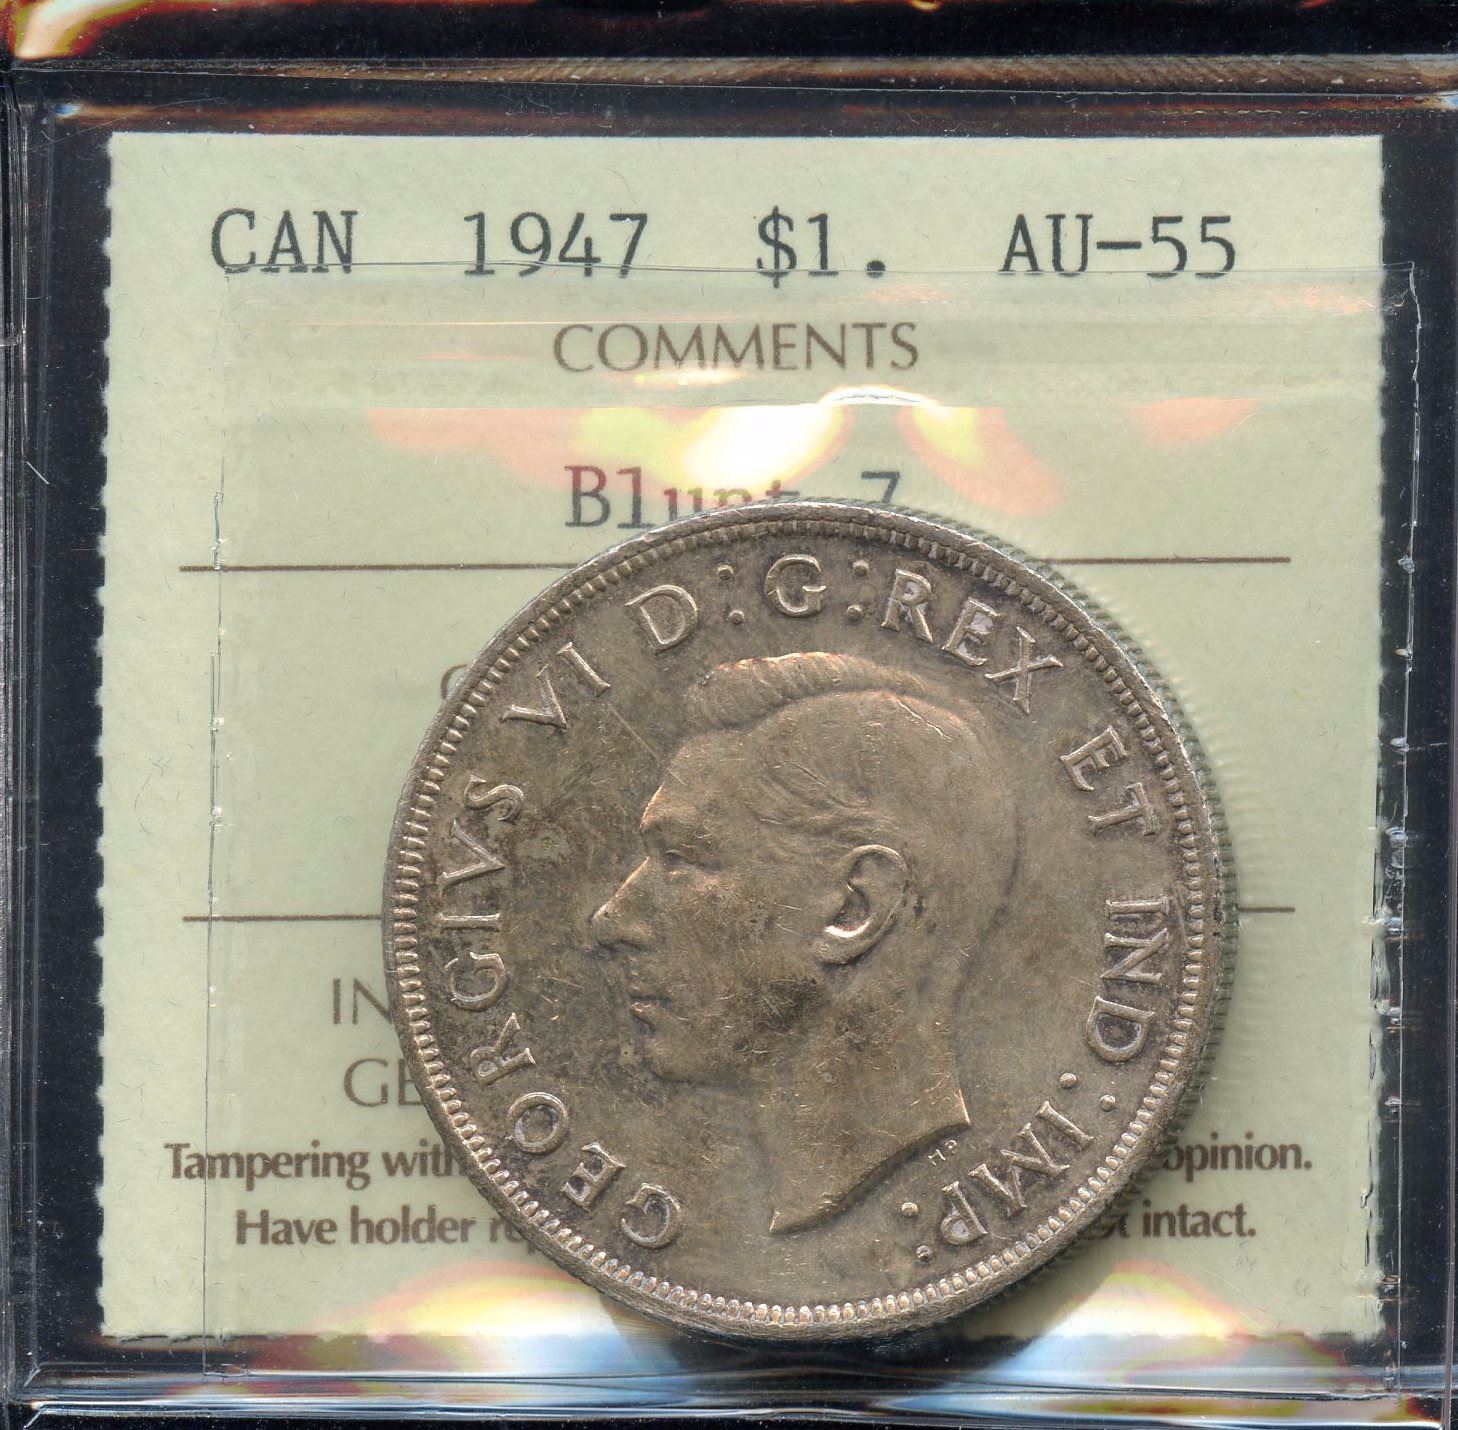 CAN 1947 $1. AU-55
COMMENTS
Blunt 7
GEORGIVS VI D:G:REX ET IND:IMP:
HP
Tampering with opinion.
Have holder intact.